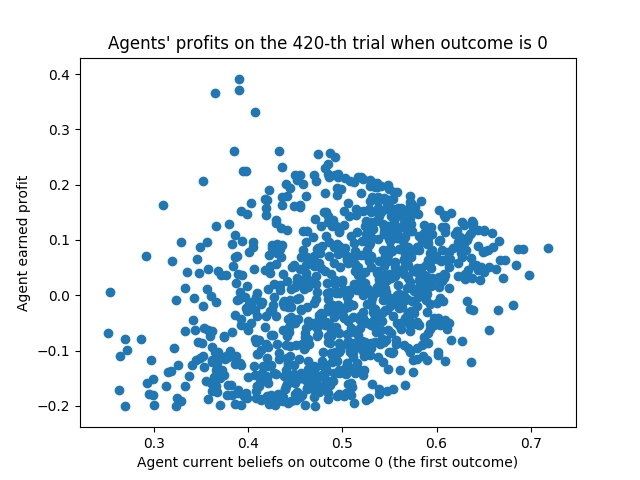 Agents' profits on the 420-th trial when outcome is 0
0.4
0.3
0.2
0.1
0.0
−0.1
−0.2
Agent earned profit
0.3 0.4 0.5 0.6 0.7
Agent current beliefs on outcome 0 (the first outcome)